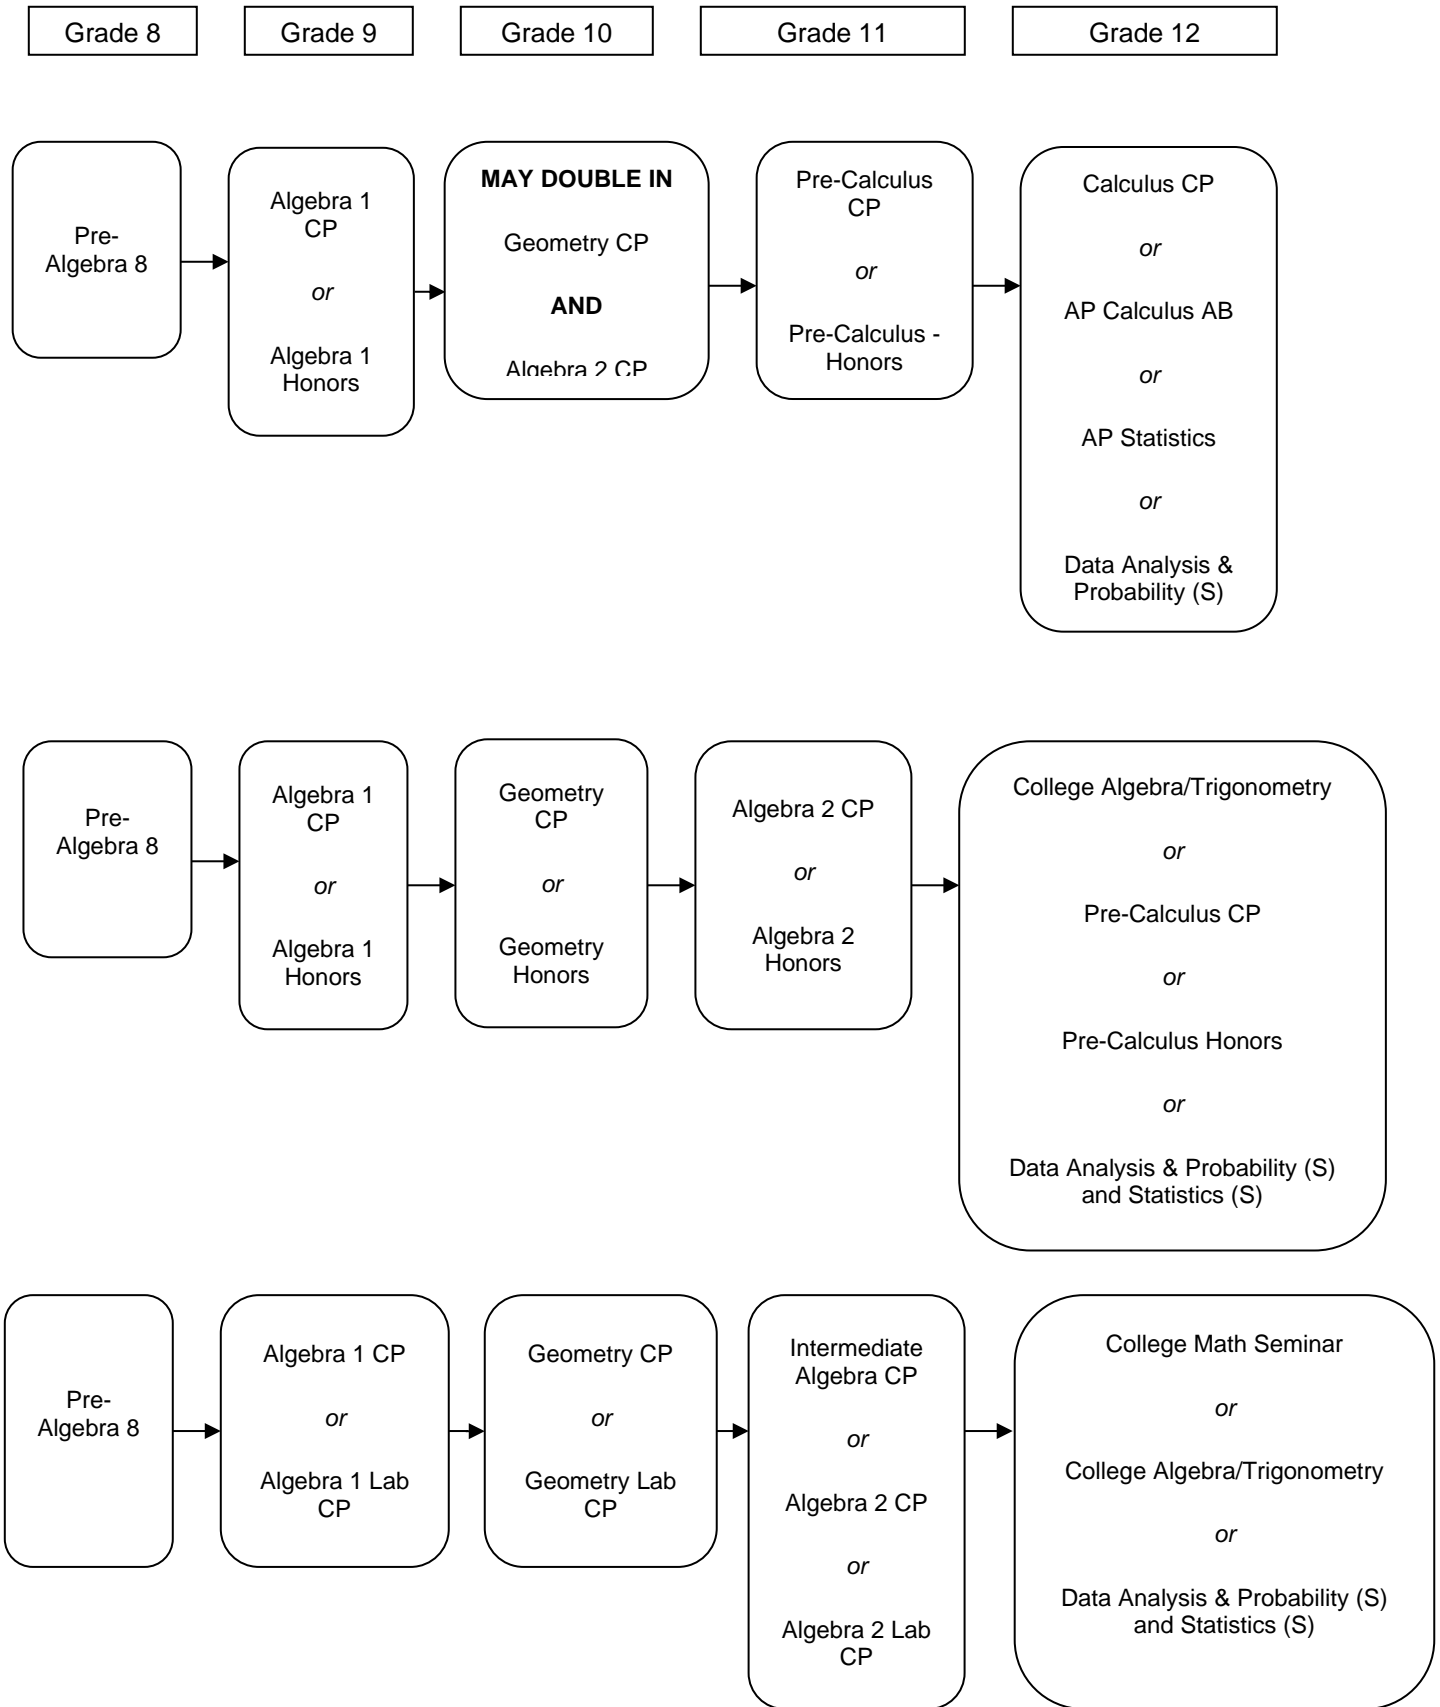 Grade 8
Grade 9
Grade 10
Grade 11
Grade 12
Pre-
Algebra 8
Algebra 1
CP
or
Algebra 1
Honors
MAY DOUBLE IN
Geometry CP
AND
Algebra 2 CP
Pre-Calculus
CP
or
Pre-Calculus -
Honors
Calculus CP
or
AP Calculus AB
or
AP Statistics
or
Data Analysis &
Probability (S)
Pre-
Algebra 8
Algebra 1
CP
or
Algebra 1
Honors
Geometry
CP
or
Geometry
Honors
Algebra 2 CP
or
Algebra 2
Honors
College Algebra/Trigonometry
or
Pre-Calculus CP
or
Pre-Calculus Honors
or
Data Analysis & Probability (S)
and Statistics (S)
Pre-
Algebra 8
Algebra 1 CP
or
Algebra 1 Lab
CP
Geometry CP
or
Geometry Lab
CP
Intermediate
Algebra CP
or
Algebra 2 CP
or
Algebra 2 Lab
CP
College Math Seminar
or
College Algebra/Trigonometry
or
Data Analysis & Probability (S)
and Statistics (S)